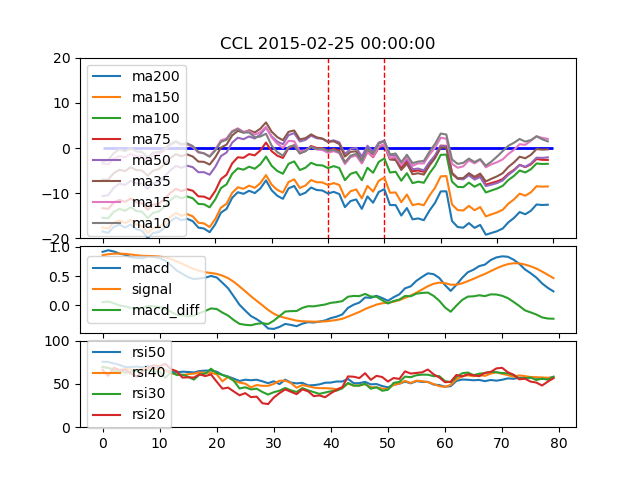 CCL 2015-02-25 00:00:00
20
10
0
−10
−20
ma200
ma150
ma100
ma75
ma50
ma35
ma15
ma10
1.0
0.5
0.0
macd
signal
macd_diff
100
50
0
rsi50
rsi40
rsi30
rsi20
0 10 20 30 40 50 60 70 80